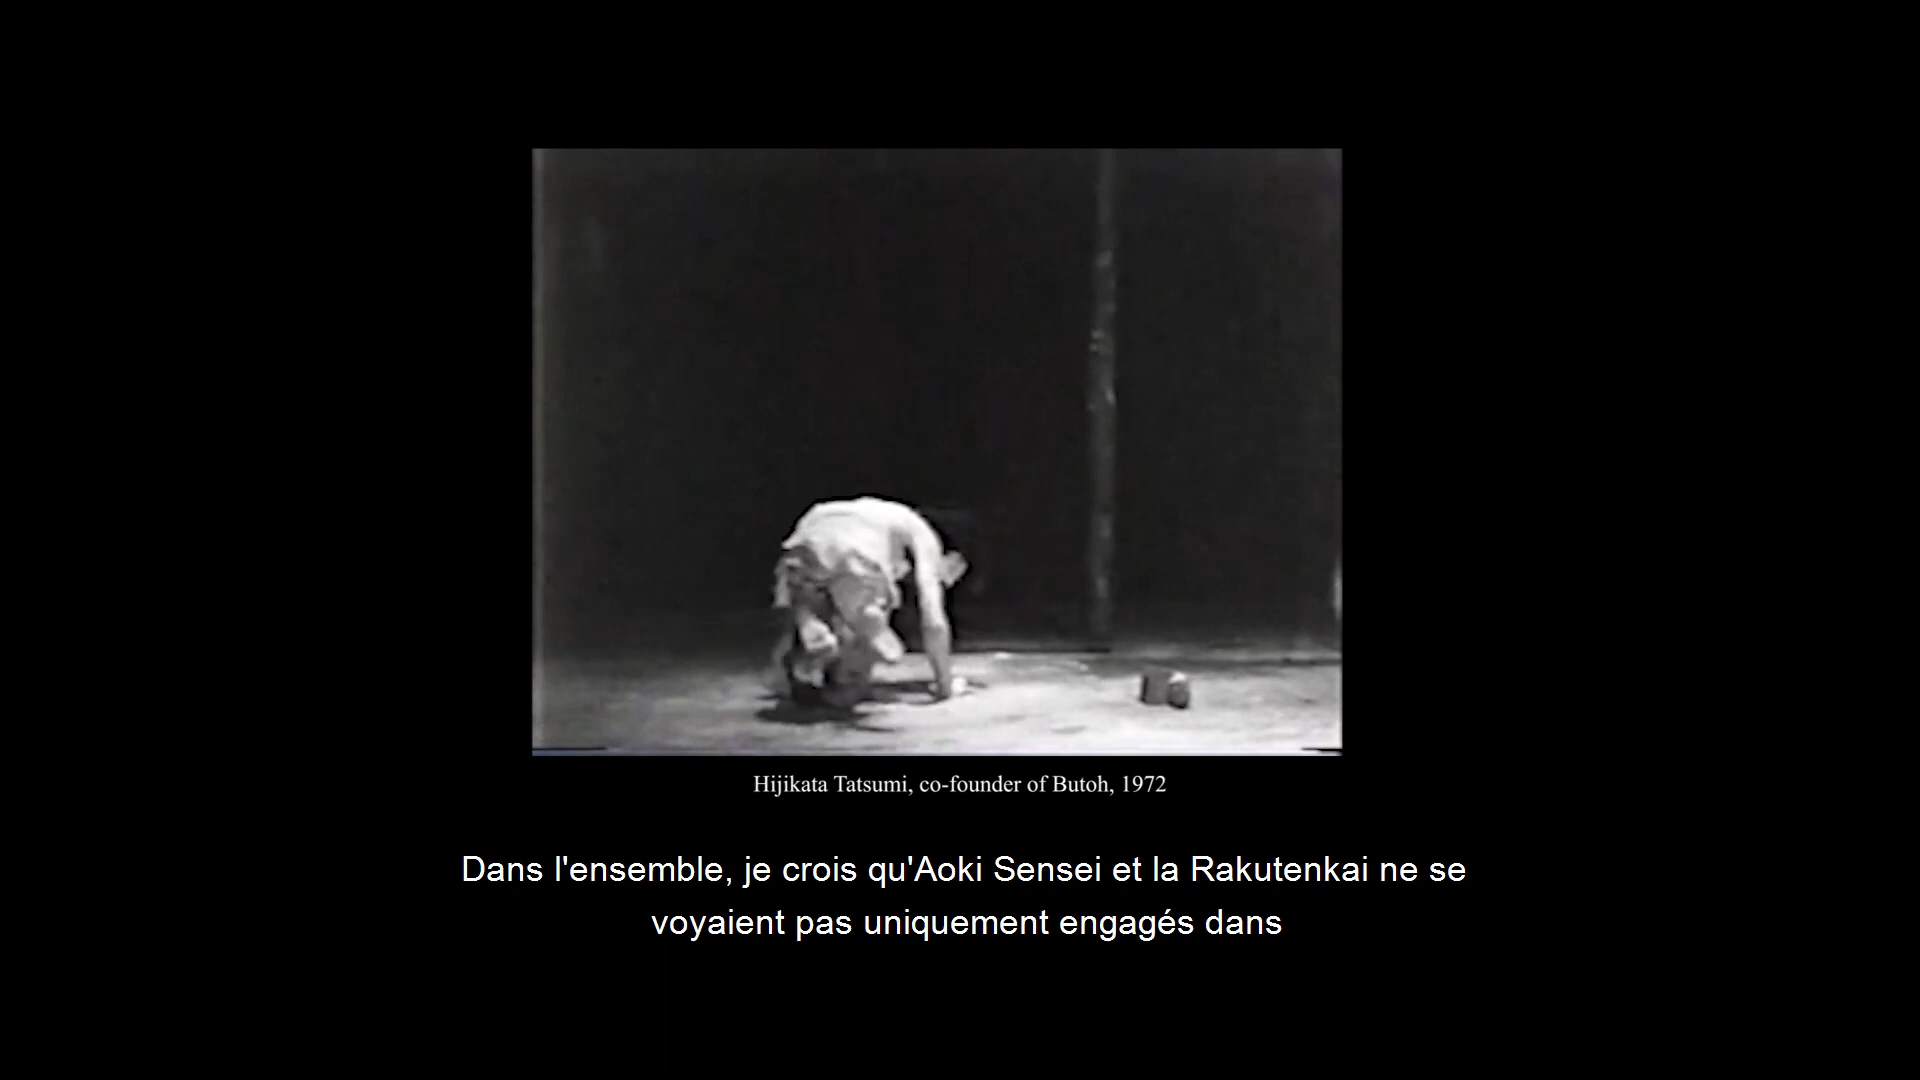 Hijikata Tatsumi, co-founder of Butoh, 1972
Dans l'ensemble, je crois qu'Aoki Sensei et la Rakutenkai ne se
voyaient pas uniquement engagés dans